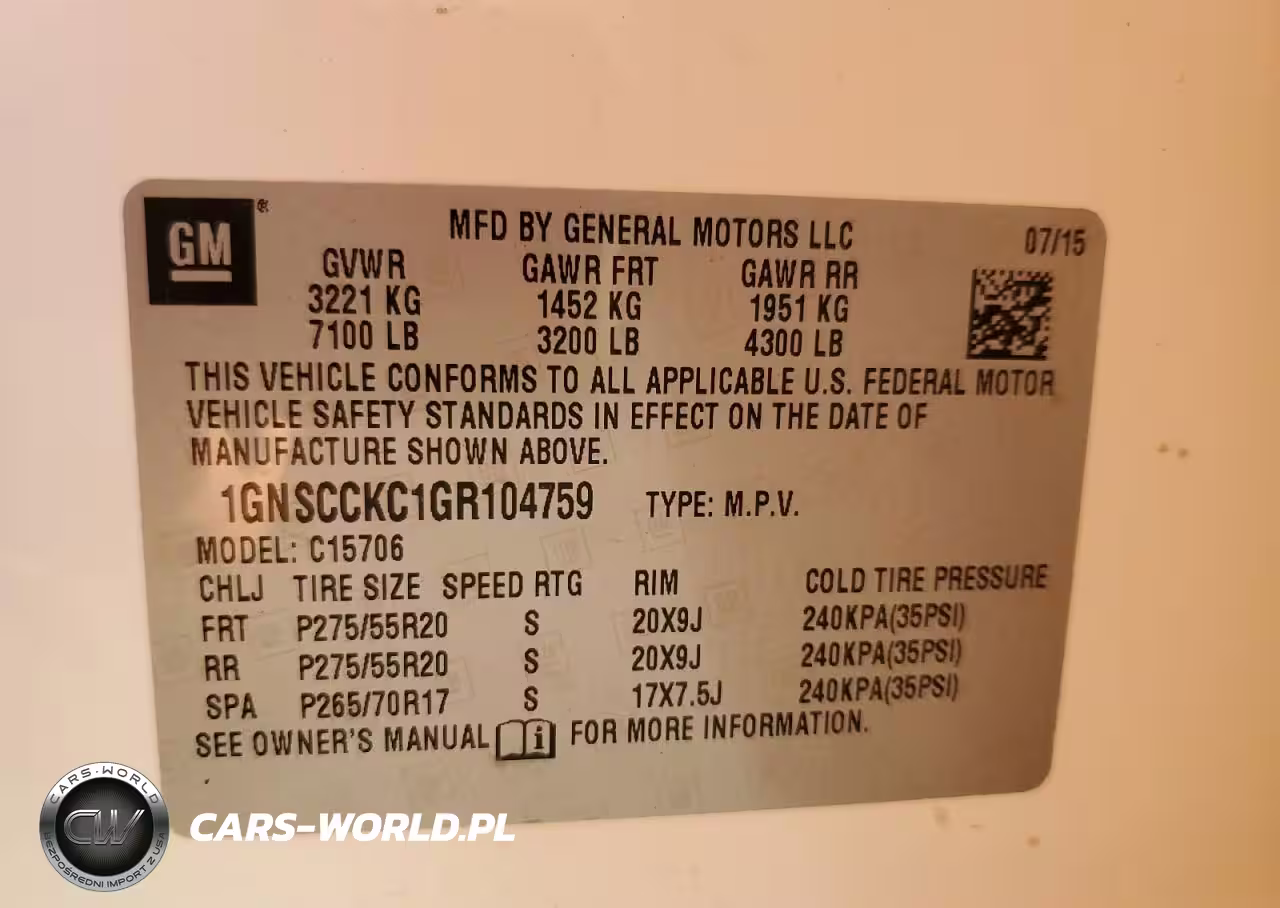 GM
MFD BY GENERAL MOTORS LLC 07/15
GVWR GAWR FRT GAWR RR
3221 KG 1452 KG 1951 KG
7100 LB 3200 LB 4300 LB
THIS VEHICLE CONFORMS TO ALL APPLICABLE U.S. FEDERAL MOTOR
VEHICLE SAFETY STANDARDS IN EFFECT ON THE DATE OF
MANUFACTURE SHOWN ABOVE.
1GNSCCKC1GR104759 TYPE: M.P.V.
MODEL: C15706
CHLJ TIRE SIZE SPEED RTG RIM COLD TIRE PRESSURE
FRT P275/55R20 S 20X9J 240KPA(35PSI)
RR P275/55R20 S 20X9J 240KPA(35PSI)
SPA P265/70R17 S 17X7.5J 240KPA(35PSI)
SEE OWNER'S MANUAL i FOR MORE INFORMATION.
CARS-WORLD
CW
BEZPOŚREDNI IMPORT Z USA
CARS-WORLD.PL